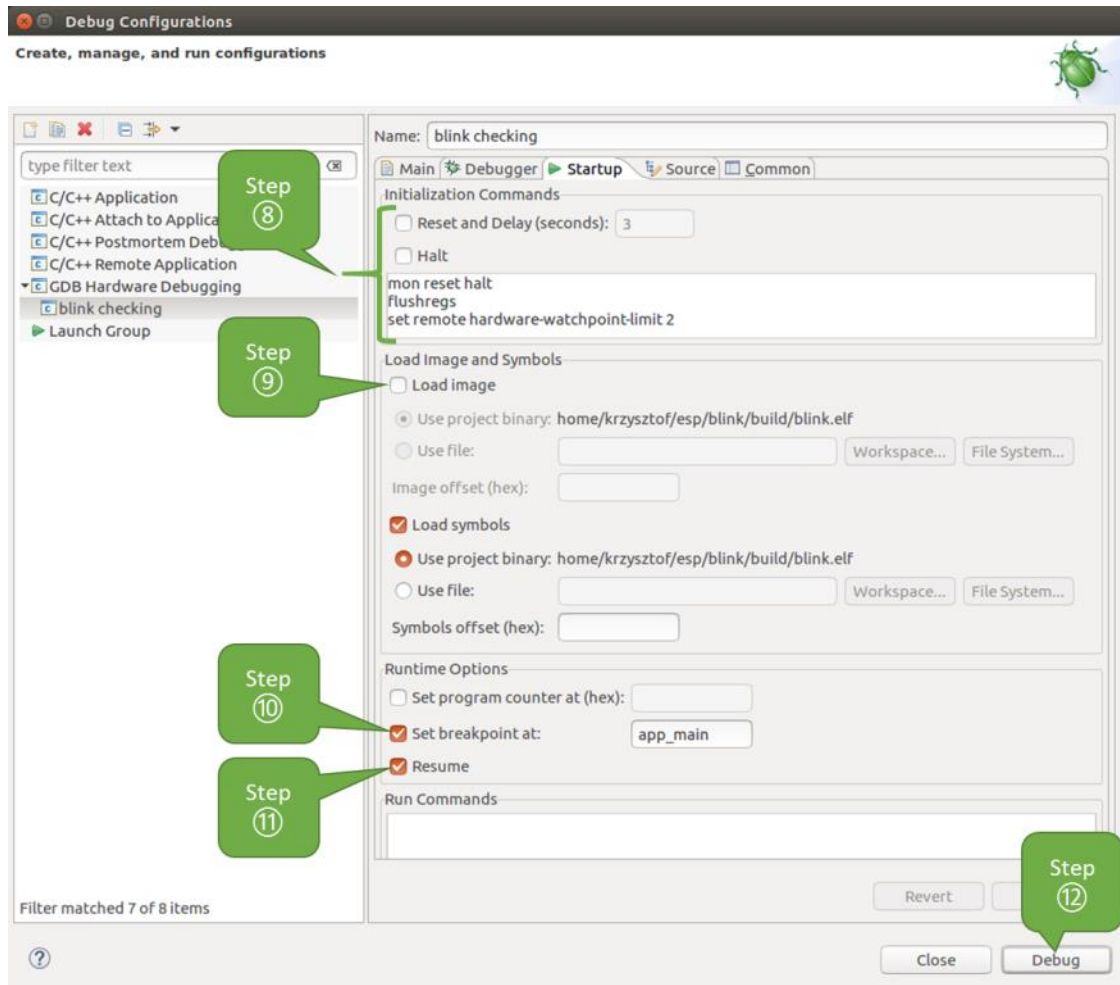 Debug Configurations
Create, manage, and run configurations
type filter text
C/C++ Application
C/C++ Attach to Applica
C/C++ Postmortem Debu
C/C++ Remote Application
GDB Hardware Debugging
blink checking
Launch Group
Filter matched 7 of 8 items
Name: blink checking
Main Debugger Startup Source Common
Initialization Commands
Step
⑧
Reset and Delay (seconds): 3
Halt
mon reset halt
flushregs
set remote hardware-watchpoint-limit 2
Load Image and Symbols
Step
⑨
Load image
Use project binary: home/krzysztof/esp/blink/build/blink.elf
Use file: Workspace... File System...
Image offset (hex):
Load symbols
Use project binary: home/krzysztof/esp/blink/build/blink.elf
Use file: Workspace... File System...
Symbols offset (hex):
Runtime Options
Step
⑩
Set program counter at (hex):
Set breakpoint at: app_main
Step
⑪
Resume
Run Commands
Step
⑫
Revert
Close Debug